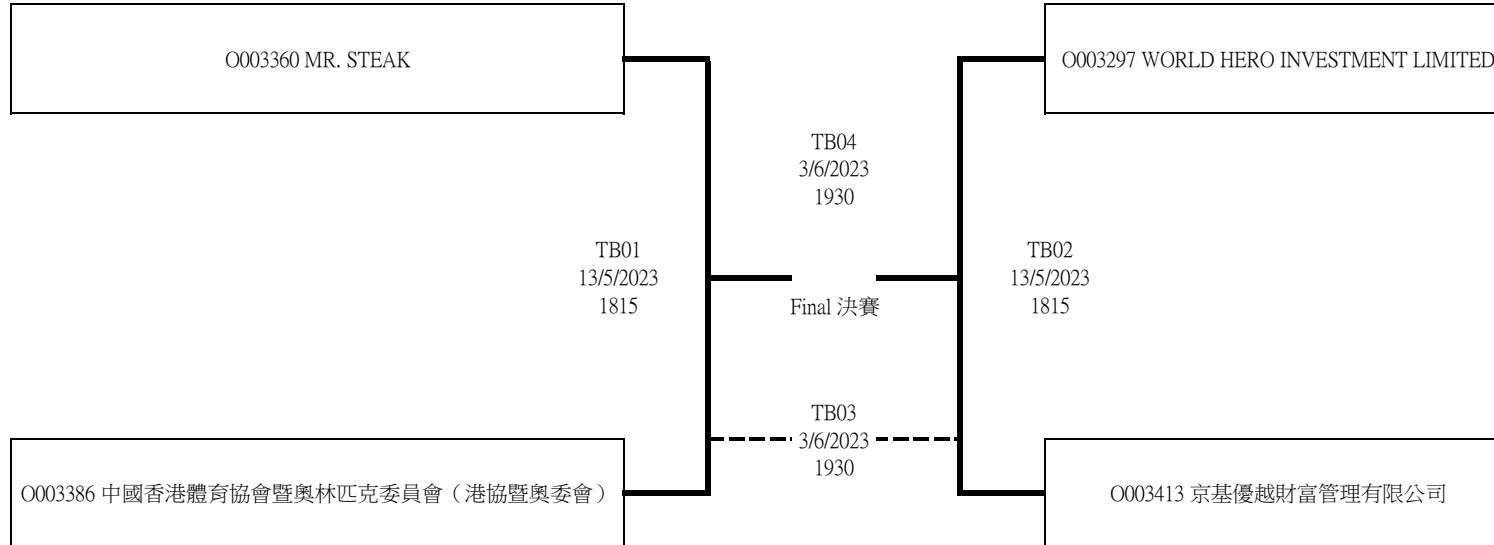 O003360 MR. STEAK
O003297 WORLD HERO INVESTMENT LIMITED
TB04
3/6/2023
1930
TB01
13/5/2023
1815
TB02
13/5/2023
1815
Final 決賽
TB03
3/6/2023
1930
O003386 中國香港體育協會暨奧林匹克委員會（港協暨奧委會）
O003413 京基優越財富管理有限公司